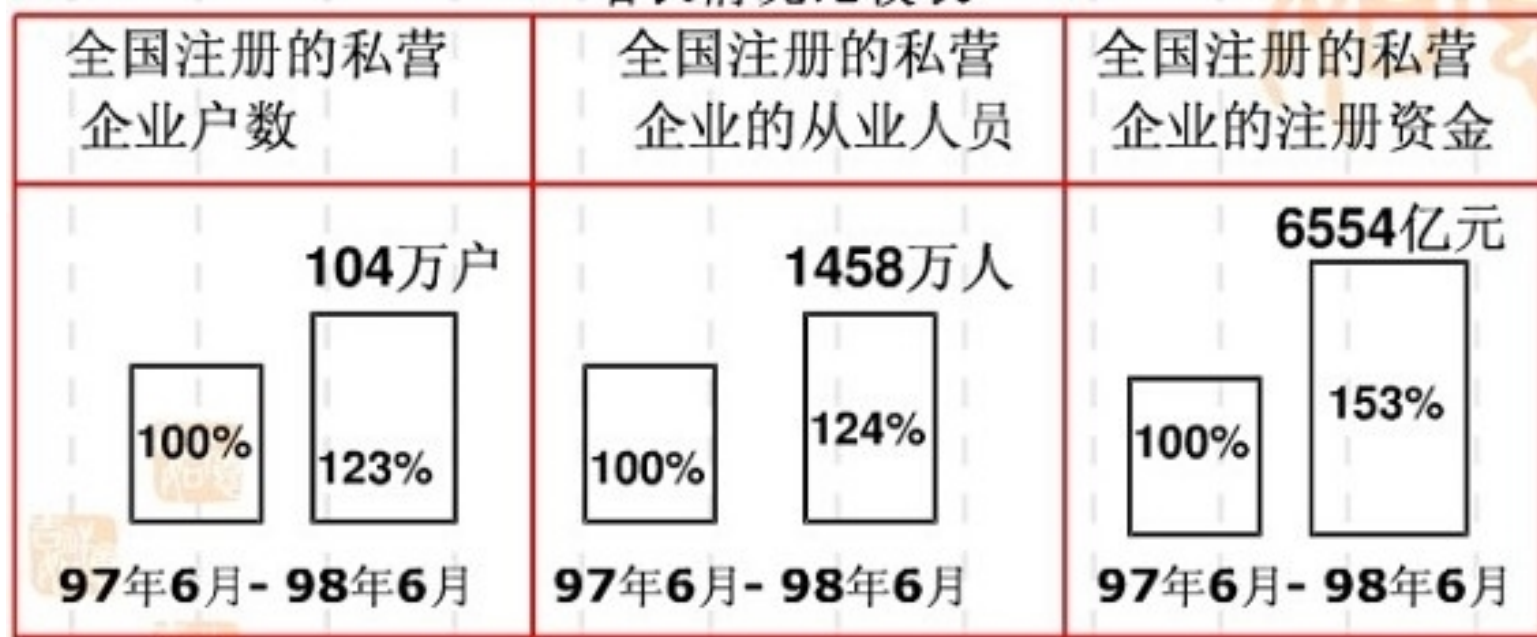 全国注册的私营
企业户数
全国注册的私营
企业的从业人员
全国注册的私营
企业的注册资金
104万户
100%
123%
97年6月- 98年6月
1458万人
100%
124%
97年6月- 98年6月
6554亿元
100%
153%
97年6月- 98年6月